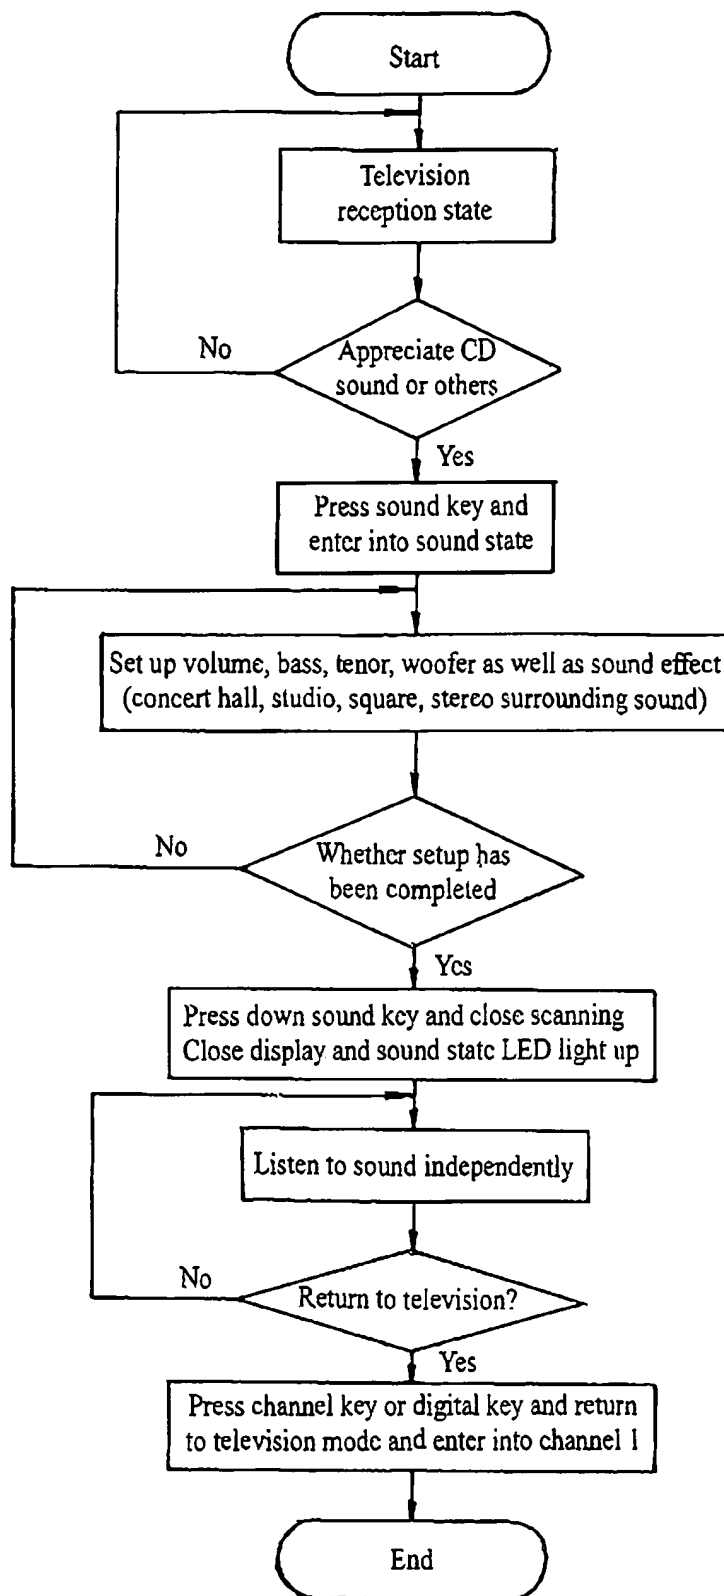 Start
Television
reception state
No
Appreciate CD
sound or others
Yes
Press sound key and
enter into sound state
Set up volume, bass, tenor, woofer as well as sound effect
(concert hall, studio, square, stereo surrounding sound)
No
Whether setup has
been completed
Yes
Press down sound key and close scanning
Close display and sound state LED light up
Listen to sound independently
No
Return to television?
Yes
Press channel key or digital key and return
to television mode and enter into channel 1
End